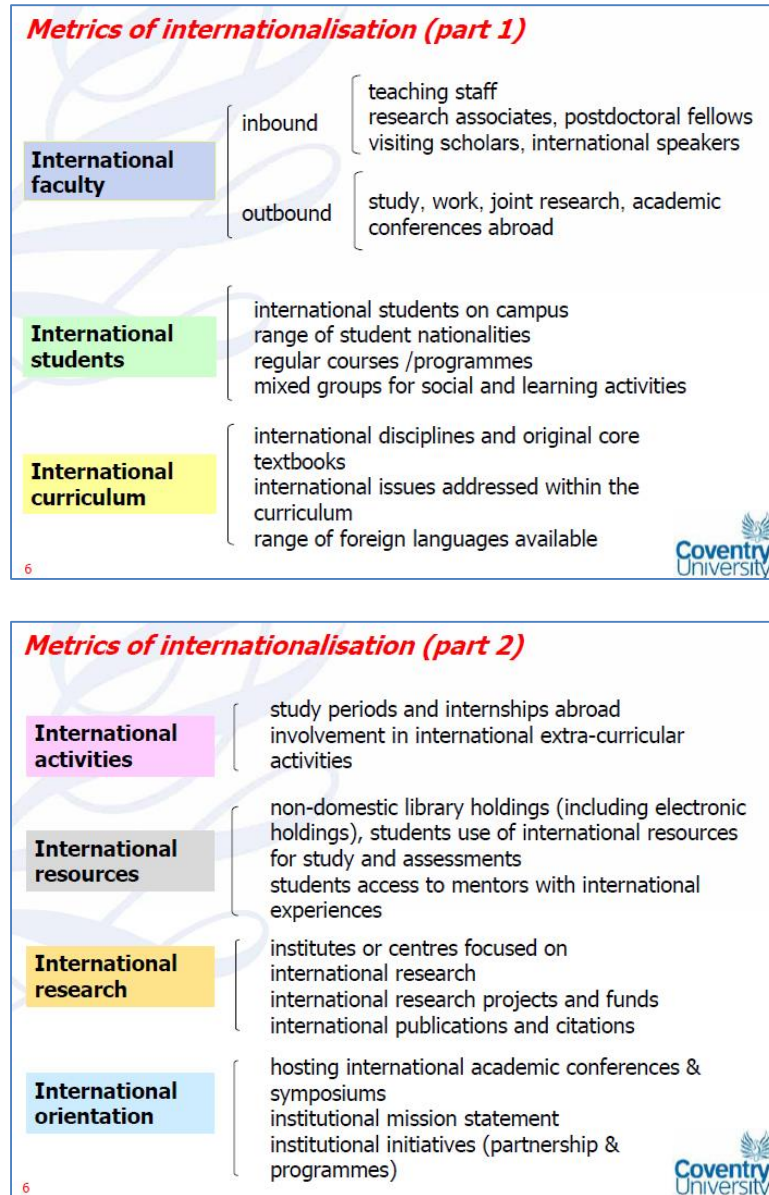 Metrics of internationalisation (part 1)
International
faculty
inbound
teaching staff
research associates, postdoctoral fellows
visiting scholars, international speakers
outbound
study, work, joint research, academic
conferences abroad
International
students
international students on campus
range of student nationalities
regular courses /programmes
mixed groups for social and learning activities
International
curriculum
international disciplines and original core
textbooks
international issues addressed within the
curriculum
range of foreign languages available
6
Coventry
University
Metrics of internationalisation (part 2)
International
activities
study periods and internships abroad
involvement in international extra-curricular
activities
International
resources
non-domestic library holdings (including electronic
holdings), students use of international resources
for study and assessments
students access to mentors with international
experiences
International
research
institutes or centres focused on
international research
international research projects and funds
international publications and citations
International
orientation
hosting international academic conferences &
symposiums
institutional mission statement
institutional initiatives (partnership &
programmes)
6
Coventry
University